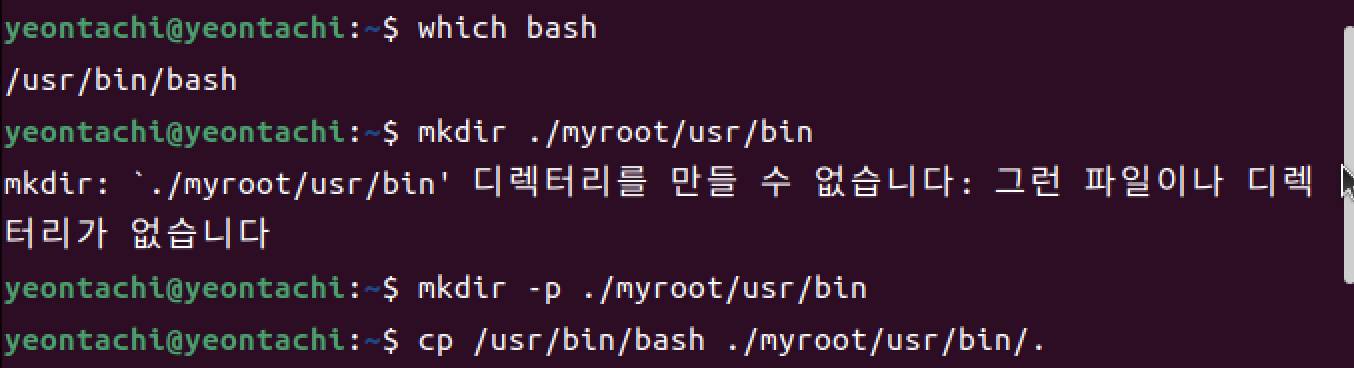 yeontachi@yeontachi:~$ which bash
/usr/bin/bash
yeontachi@yeontachi:~$ mkdir ./myroot/usr/bin
mkdir: `./myroot/usr/bin' 디렉터리를 만들 수 없습니다: 그런 파일이나 디렉
터리가 없습니다
yeontachi@yeontachi:~$ mkdir -p ./myroot/usr/bin
yeontachi@yeontachi:~$ cp /usr/bin/bash ./myroot/usr/bin/.